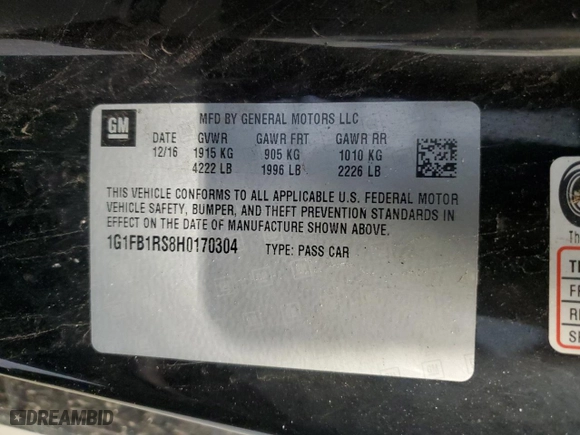 GM
MFD BY GENERAL MOTORS LLC
DATE GVWR GAWR FRT GAWR RR
12/16 1915 KG 905 KG 1010 KG
4222 LB 1996 LB 2226 LB
THIS VEHICLE CONFORMS TO ALL APPLICABLE U.S. FEDERAL MOTOR
VEHICLE SAFETY, BUMPER, AND THEFT PREVENTION STANDARDS IN
EFFECT ON THE DATE OF MANUFACTURE SHOWN ABOVE.
1G1FB1RS8H0170304 TYPE: PASS CAR
DREAMBID